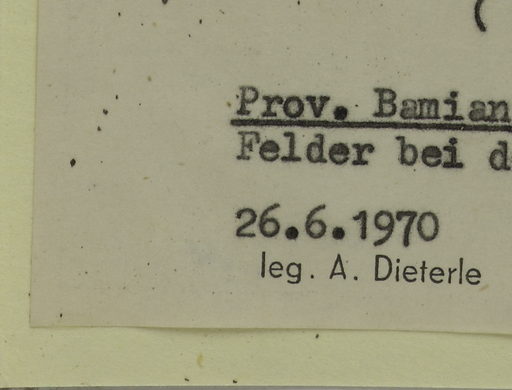 Prov. Bamian
Felder bei d
26.6.1970
leg. A. Dieterle